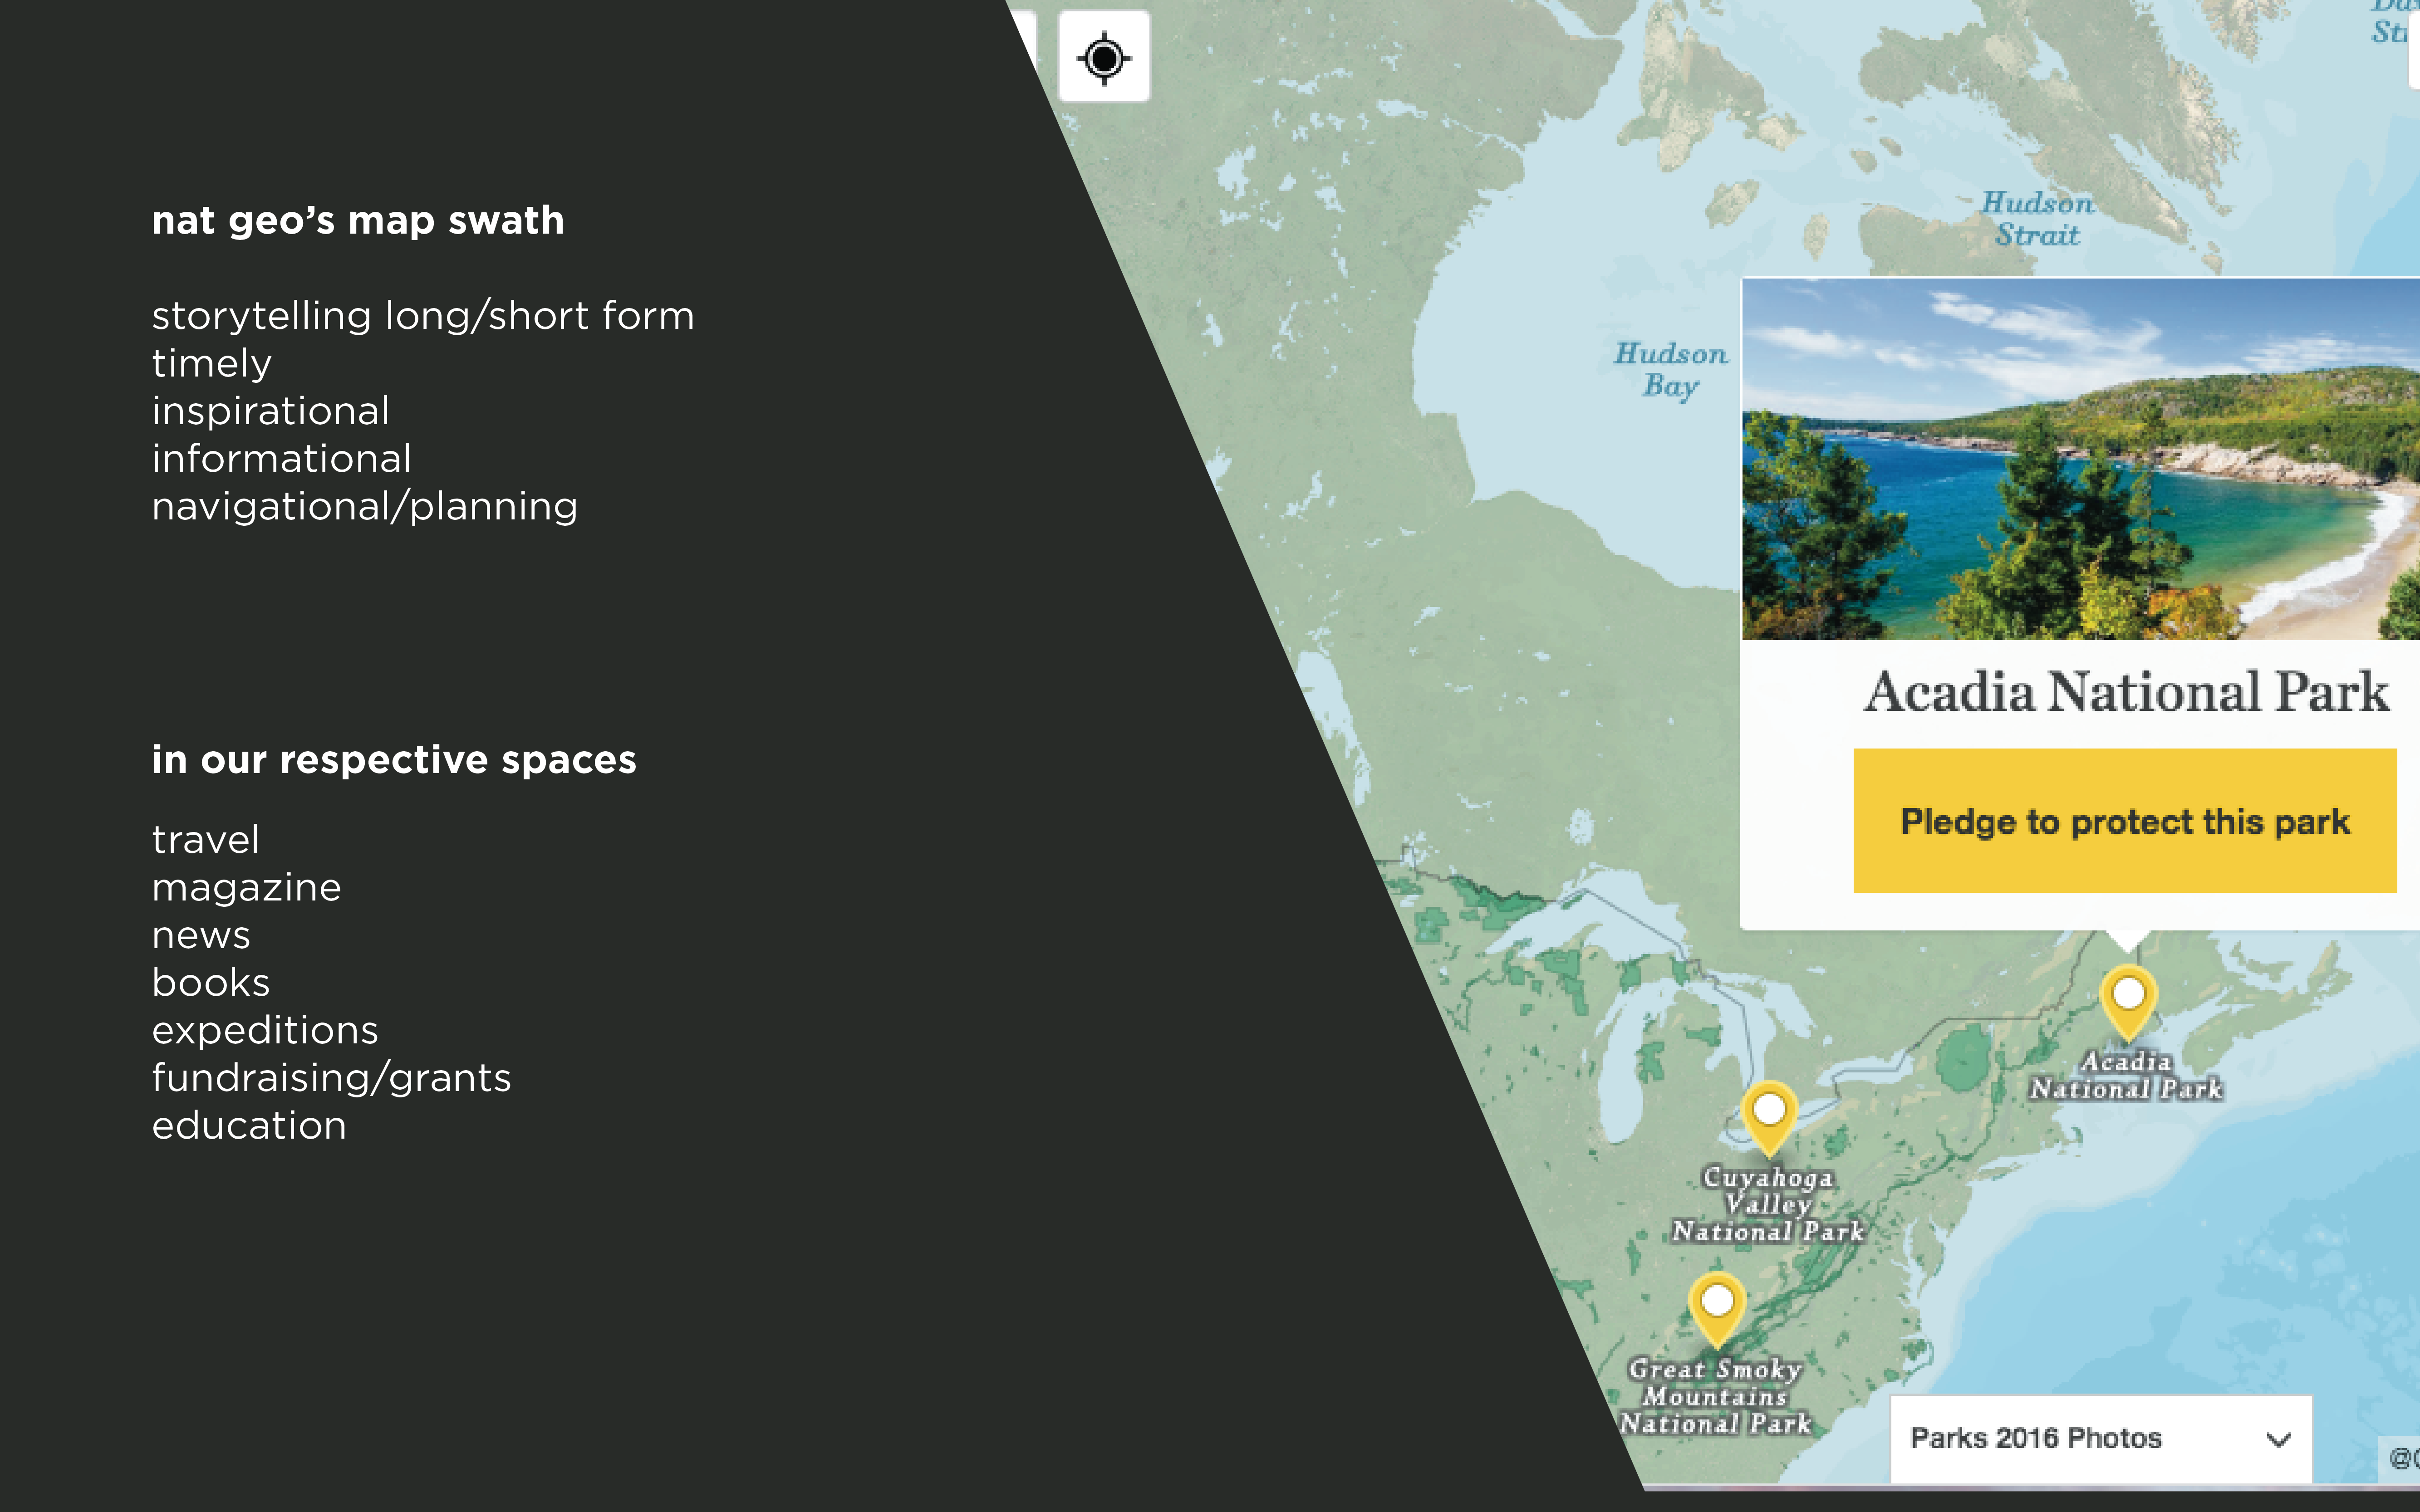 nat geo’s map swath
storytelling long/short form
timely
inspirational
informational
navigational/planning
in our respective spaces
travel
magazine
news
books
expeditions
fundraising/grants
education
Hudson
Strait
Hudson
Bay
Acadia National Park
Pledge to protect this park
Acadia
National Park
Cuyahoga
Valley
National Park
Great Smoky
Mountains
National Park
Parks 2016 Photos